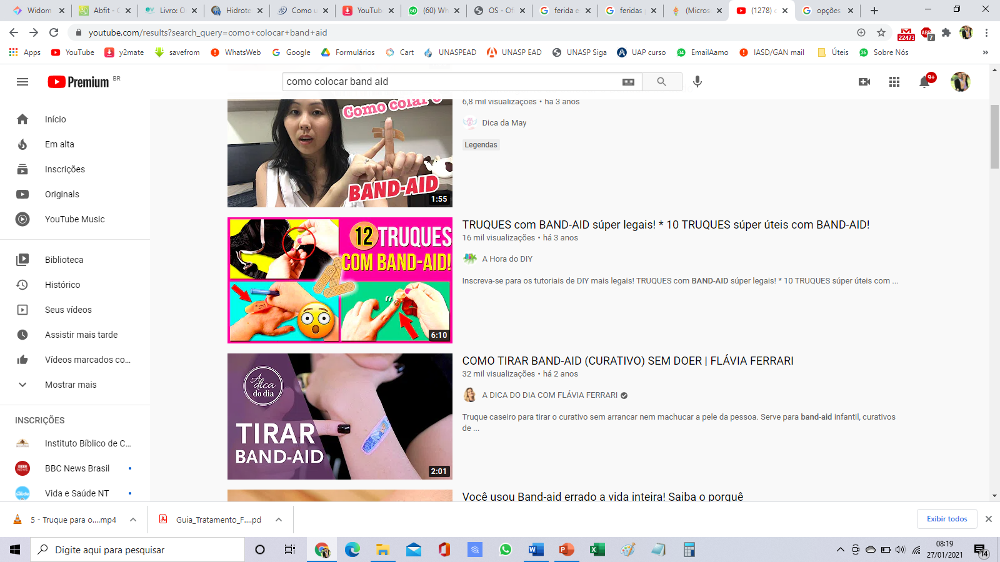 Widom
Abfit - C
Livro: O
Hidrote
Como u
YouTub
(60) Wh
OS - Of
ferida e
feridas
(Micros
(1278) c
opções
youtube.com/results?search_query=como+colocar+band+aid
22473
ABP
7
Apps
YouTube
y2mate
savefrom
WhatsWeb
Google
Formulários
Cart
UNASPEAD
UNASP EAD
UNASP Siga
UAP curso
EmailAamo
IASD/GAN mail
Úteis
Sobre Nós
»
Premium BR
como colocar band aid
9+
Início
Em alta
Inscrições
Originals
YouTube Music
Biblioteca
Histórico
Seus vídeos
Assistir mais tarde
Vídeos marcados co...
Mostrar mais
INSCRIÇÕES
Instituto Bíblico de C...
BBC News Brasil
Vida e Saúde NT
Como colar o
BAND-AID
1:55
6,8 mil visualizações • há 3 anos
Dica da May
Legendas
12 TRUQUES
COM BAND-AID!
6:10
TRUQUES com BAND-AID súper legais! * 10 TRUQUES súper úteis com BAND-AID!
16 mil visualizações • há 3 anos
A Hora do DIY
Inscreva-se para os tutoriais de DIY mais legais! TRUQUES com BAND-AID súper legais! * 10 TRUQUES súper úteis com ...
A dica
do dia
TIRAR
BAND-AID
2:01
COMO TIRAR BAND-AID (CURATIVO) SEM DOER | FLÁVIA FERRARI
32 mil visualizações • há 2 anos
A DICA DO DIA COM FLÁVIA FERRARI
Truque caseiro para tirar o curativo sem arrancar nem machucar a pele da pessoa. Serve para band-aid infantil, curativos
de ...
Você usou Band-aid errado a vida inteira! Saiba o porquê
5 - Truque para o....mp4
Guia_Tratamento_F....pd
Exibir todos
Digite aqui para pesquisar
08:19
27/01/2021
14